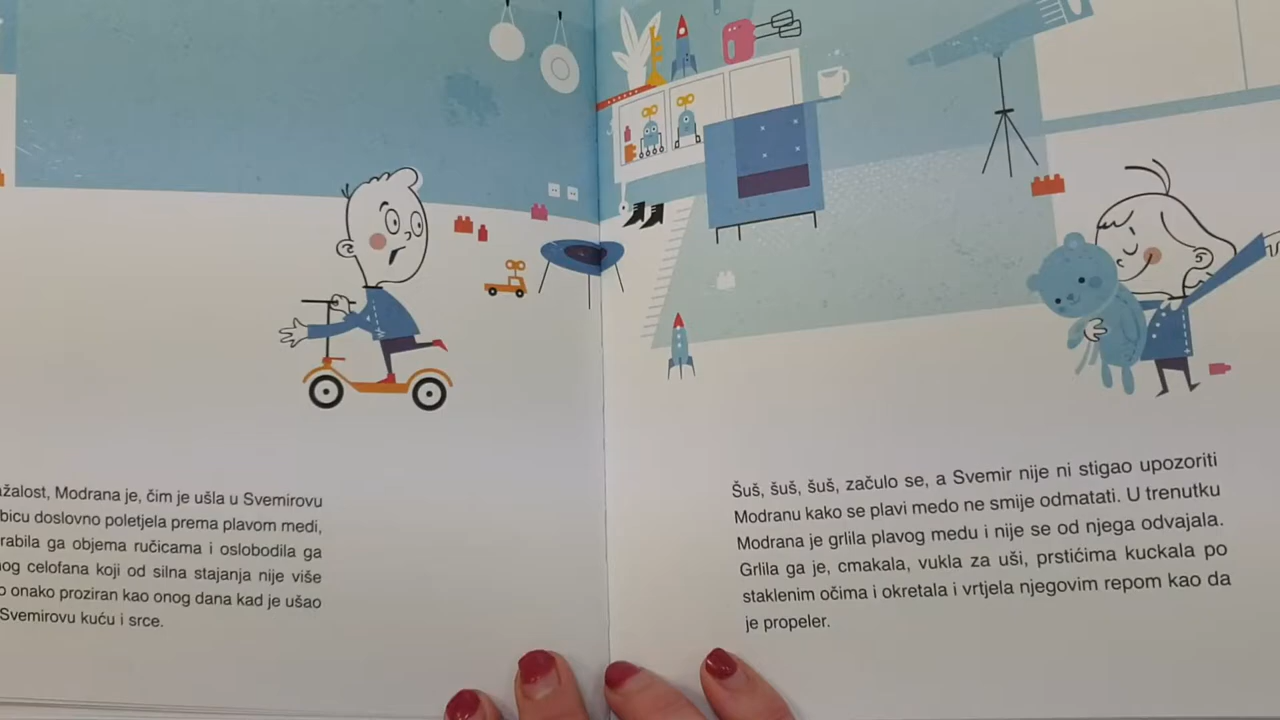 Modrana je, čim je ušla u Svemirovu
doslovno poletjela prema plavom medi,
ga objema ručicama i oslobodila ga
celofana koji od silna stajanja nije više
onako proziran kao onog dana kad je ušao
Svemirovu kuću i srce.
Šuš, šuš, šuš, začulo se, a Svemir nije ni stigao upozoriti
Modranu kako se plavi medo ne smije odmatati. U trenutku
Modrana je grlila plavog medu i nije se od njega odvajala.
Grlila ga je, cmakala, vukla za uši, prstićima kuckala po
staklenim očima i okretala i vrtjela njegovim repom kao da
je propeler.